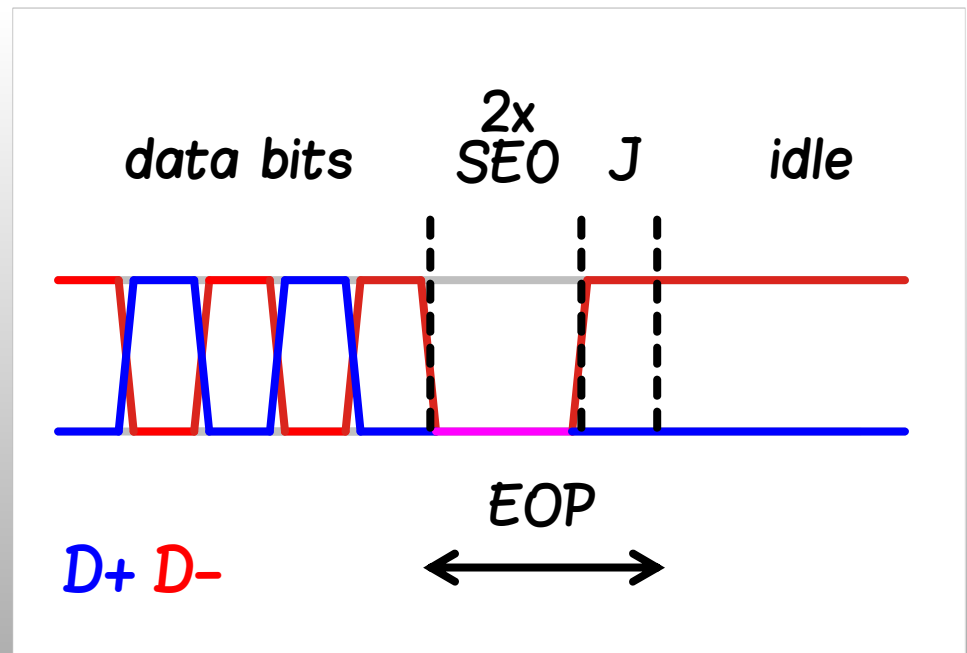 2x
data bits SE0 J idle
EOP
D+ D-